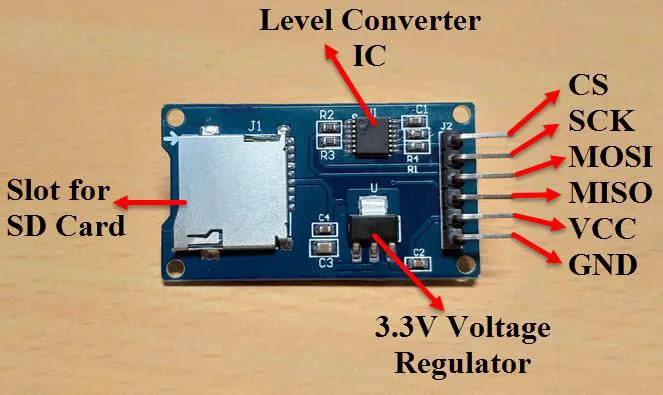 Level Converter
IC
CS
SCK
MOSI
MISO
VCC
GND
Slot for
SD Card
3.3V Voltage
Regulator
J1
R2
R3
C1
R4
R1
J2
U
C4
C3
C2